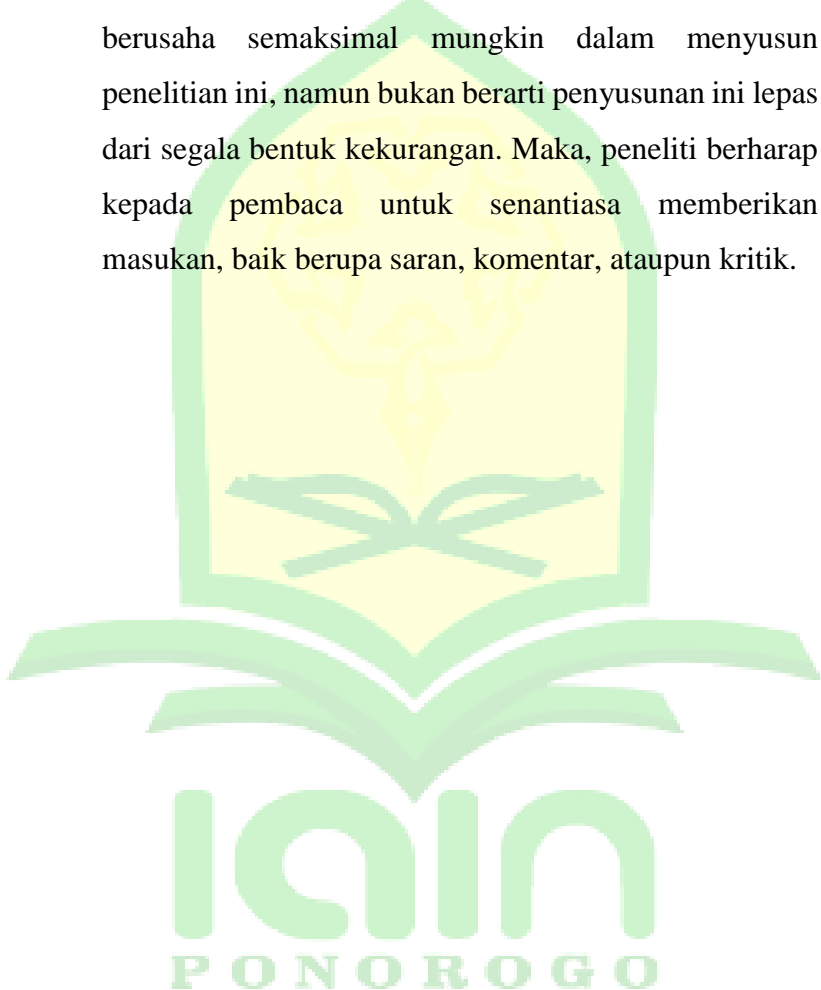 berusaha semaksimal mungkin dalam menyusun
penelitian ini, namun bukan berarti penyusunan ini lepas
dari segala bentuk kekurangan. Maka, peneliti berharap
kepada pembaca untuk senantiasa memberikan
masukan, baik berupa saran, komentar, ataupun kritik.
IAIN
PONOROGO